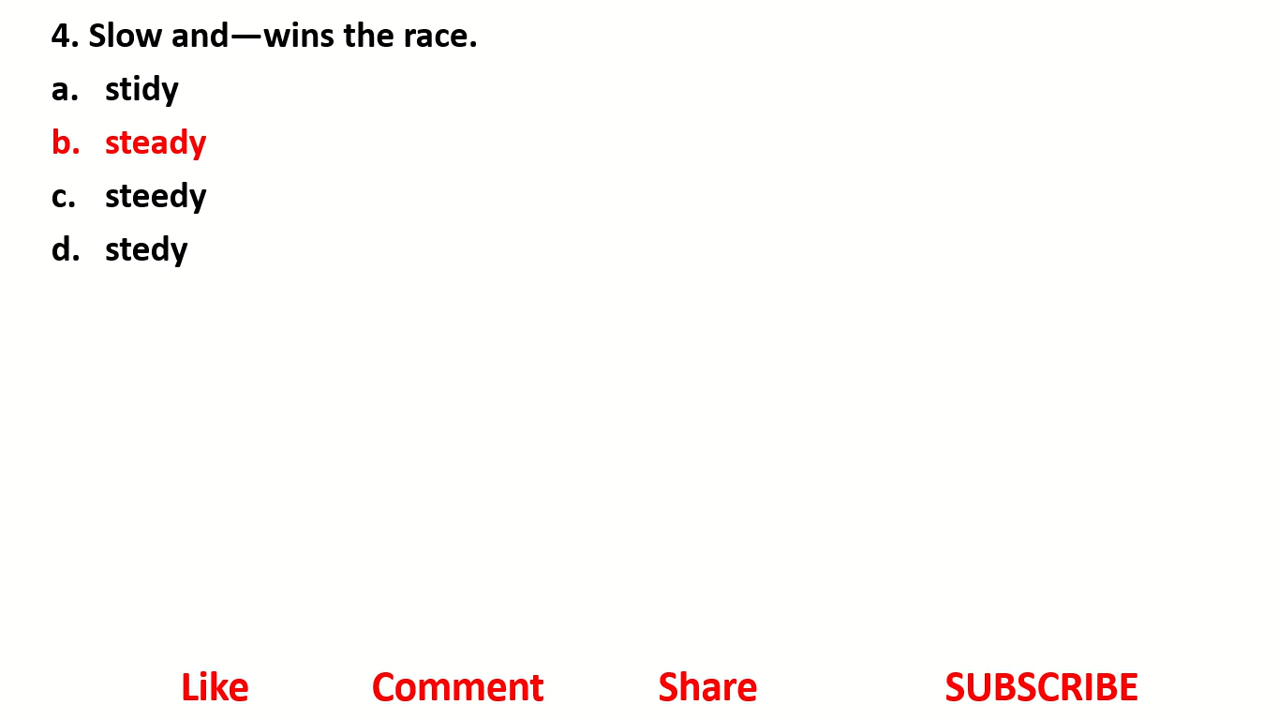 4. Slow and—wins the race.
a. stidy
b. steady
c. steedy
d. stedy
Like Comment Share SUBSCRIBE